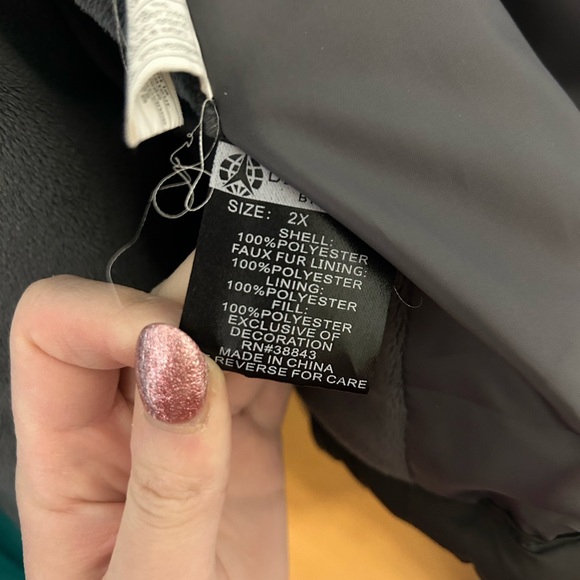 SIZE: 2X
SHELL:
100%POLYESTER
FAUX FUR LINING:
100%POLYESTER
LINING:
100%POLYESTER
FILL:
100%POLYESTER
EXCLUSIVE OF
DECORATION
RN#38843
MADE IN CHINA
REVERSE FOR CARE